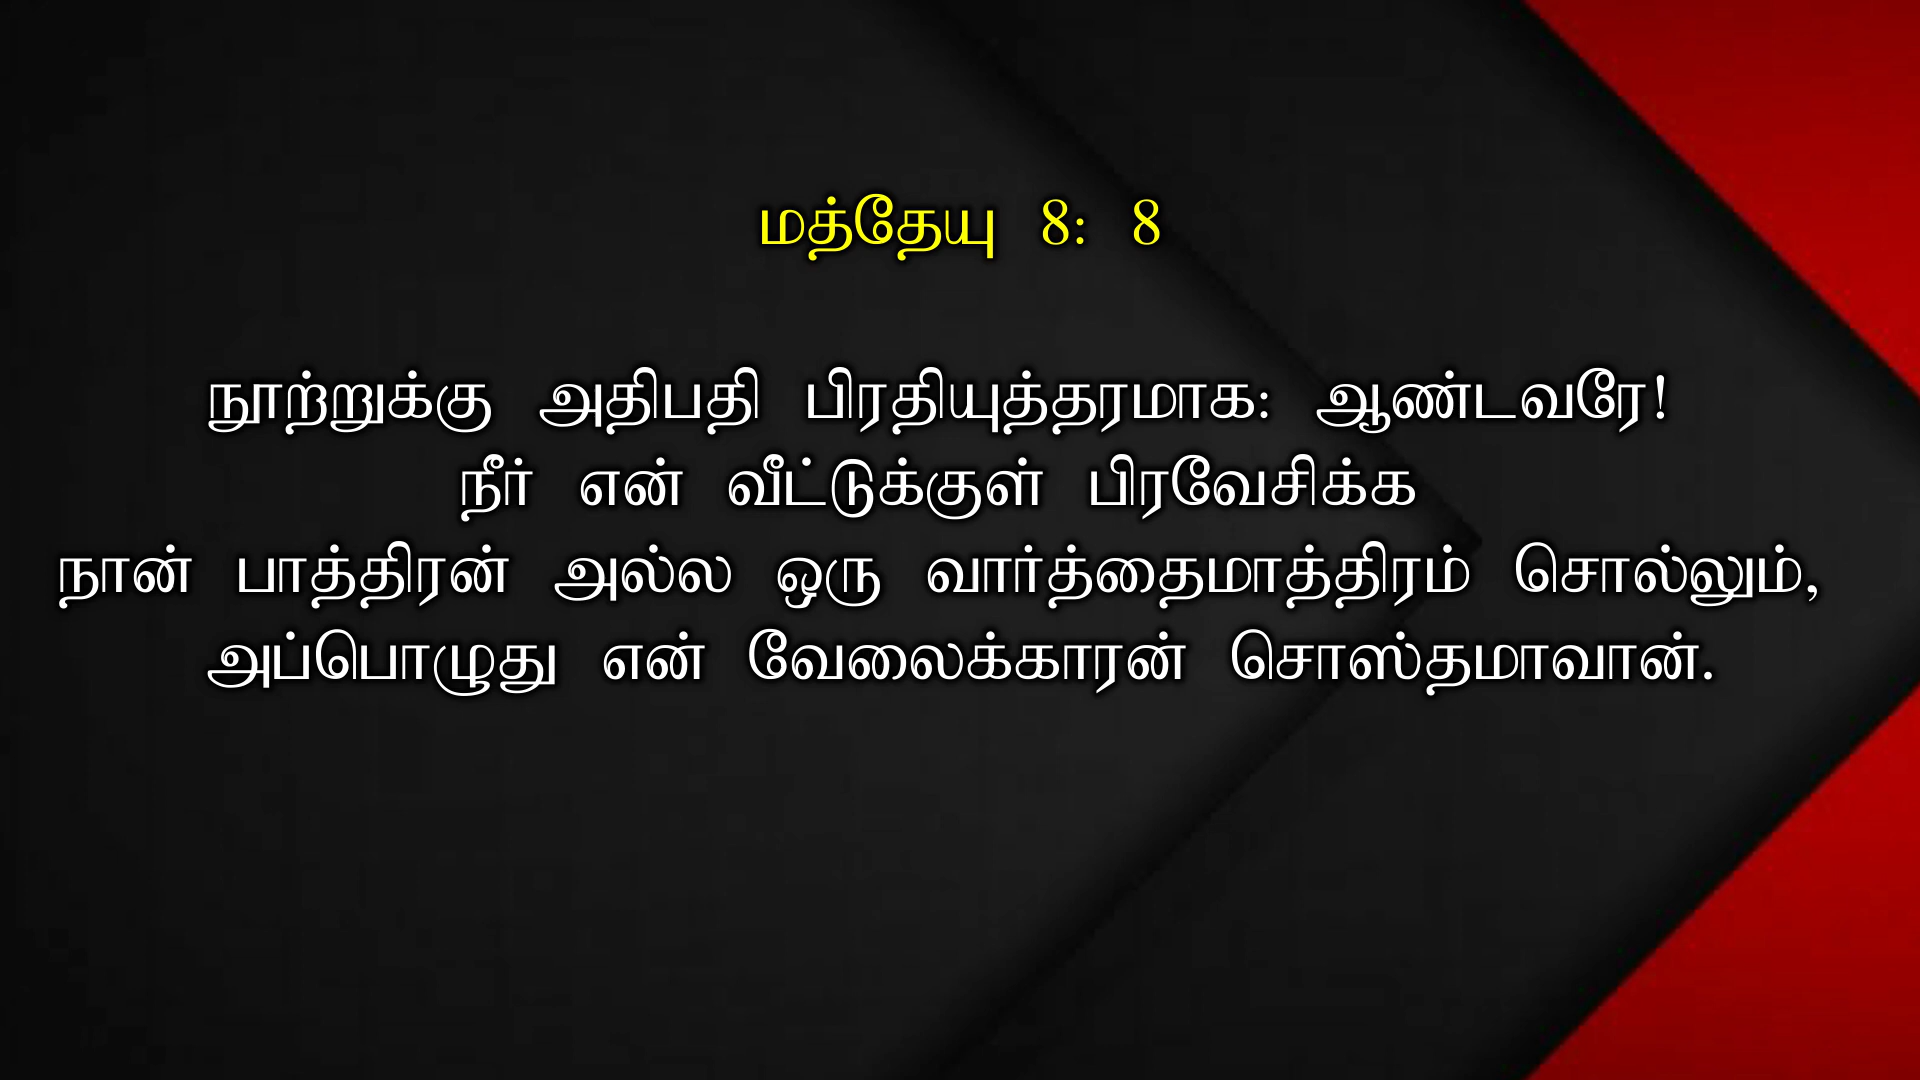 மத்தேயு 8: 8
நூற்றுக்கு அதிபதி பிரதியுத்தரமாக: ஆண்டவரே!
நீர் என் வீட்டுக்குள் பிரவேசிக்க
நான் பாத்திரன் அல்ல ஒரு வார்த்தைமாத்திரம் சொல்லும்,
அப்பொழுது என் வேலைக்காரன் சொஸ்தமாவான்.